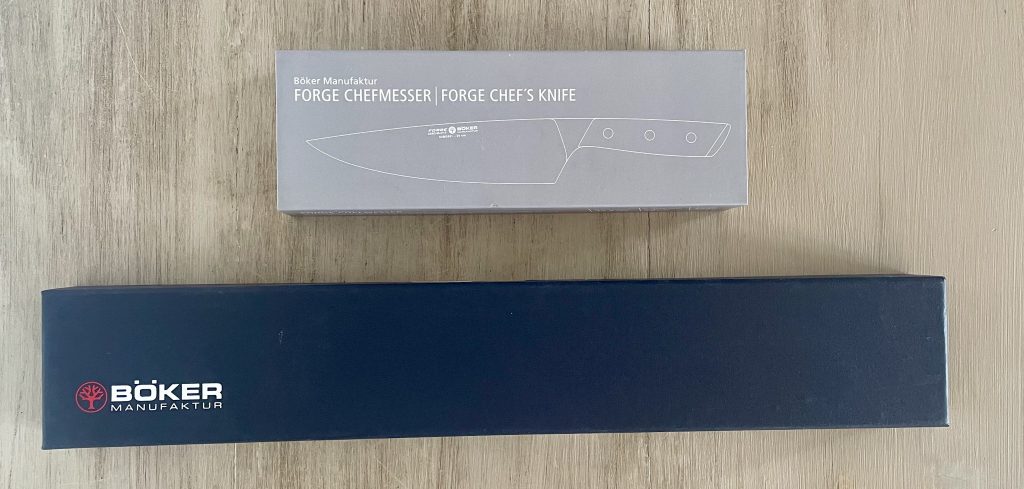 Böker Manufaktur
FORGE CHEFMESSER | FORGE CHEF'S KNIFE
FORGE BÖKER
BÖKER
MANUFAKTUR